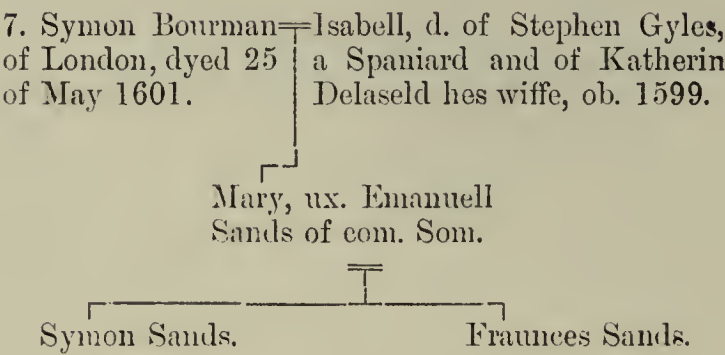 7. Symon Bourman
of London, dyed 25
of May 1601.
Isabell, d. of Stephen Gyles,
a Spaniard and of Katherin
Delaseld hes wiffe, ob. 1599.
Mary, ux. Emanuell
Sands of com. Som.
Symon Sands.
Fraunces Sands.